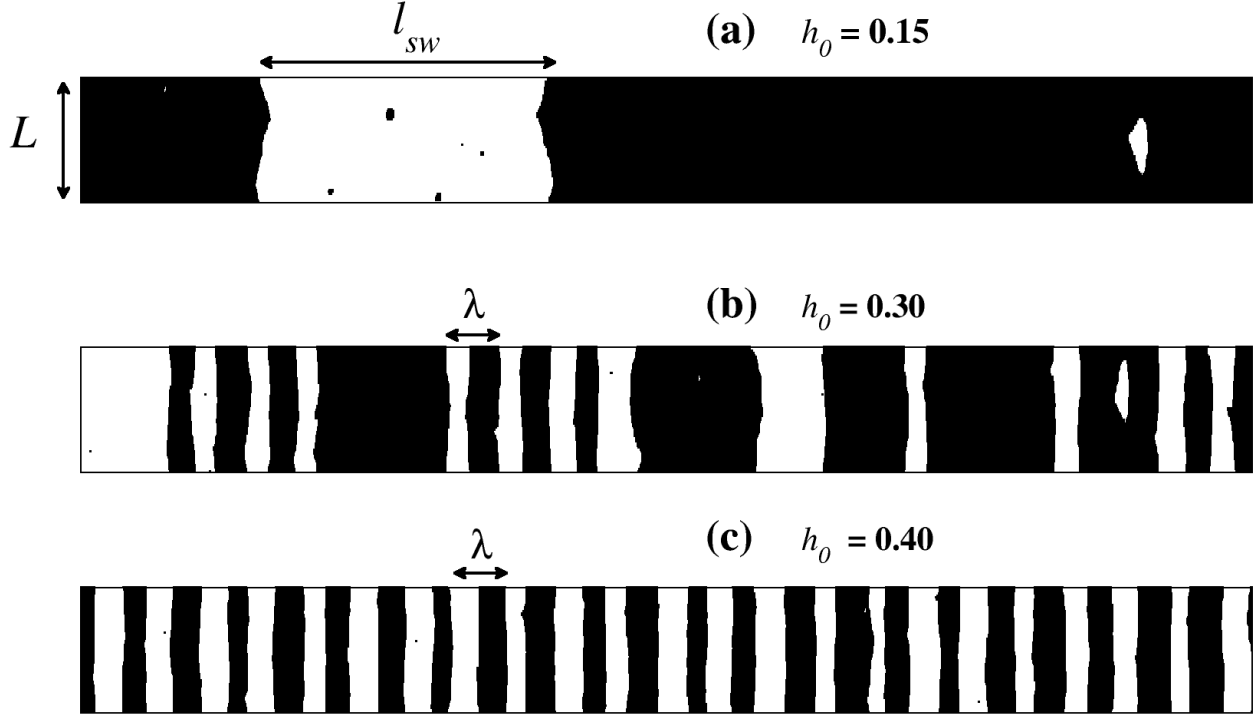 l_sw (a) h_0 = 0.15
L
λ (b) h_0 = 0.30
λ (c) h_0 = 0.40